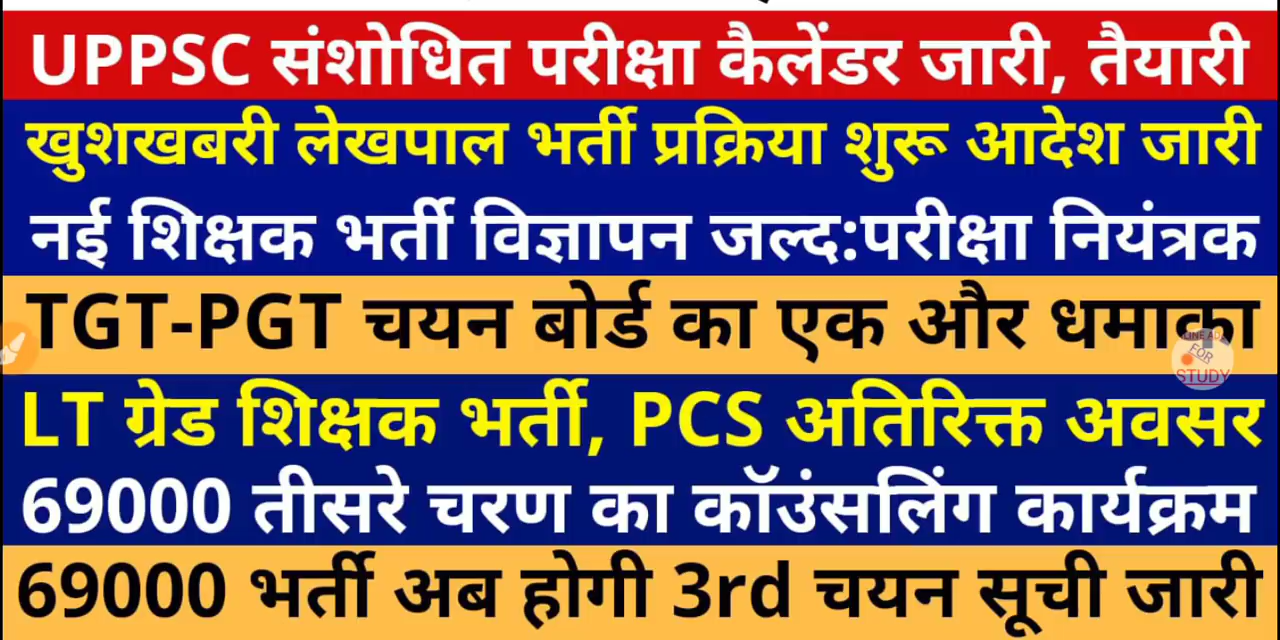 UPPSC संशोधित परीक्षा कैलेंडर जारी, तैयारी
खुशखबरी लेखपाल भर्ती प्रक्रिया शुरू आदेश जारी
नई शिक्षक भर्ती विज्ञापन जल्द:परीक्षा नियंत्रक
TGT-PGT चयन बोर्ड का एक और धमाका
FOR
STUDY
LT ग्रेड शिक्षक भर्ती, PCS अतिरिक्त अवसर
69000 तीसरे चरण का कॉउंसलिंग कार्यक्रम
69000 भर्ती अब होगी 3rd चयन सूची जारी